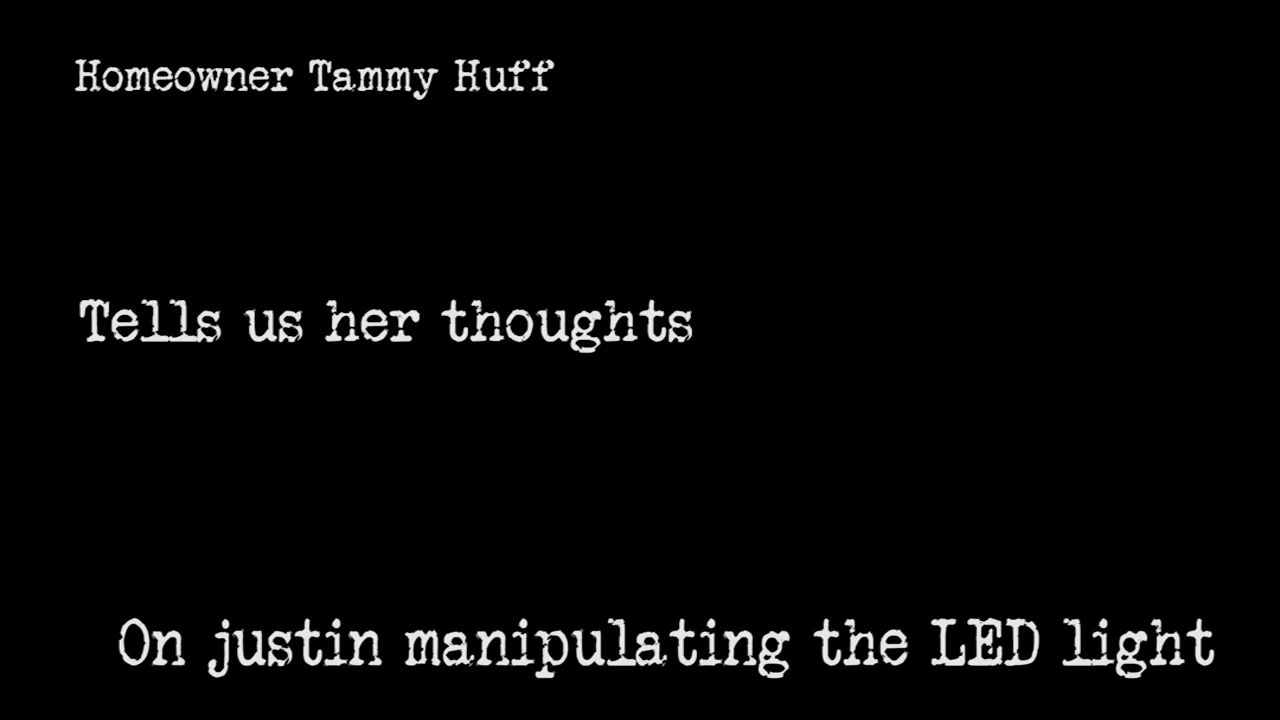 Homeowner Tammy Huff
Tells us her thoughts
On justin manipulating the LED light